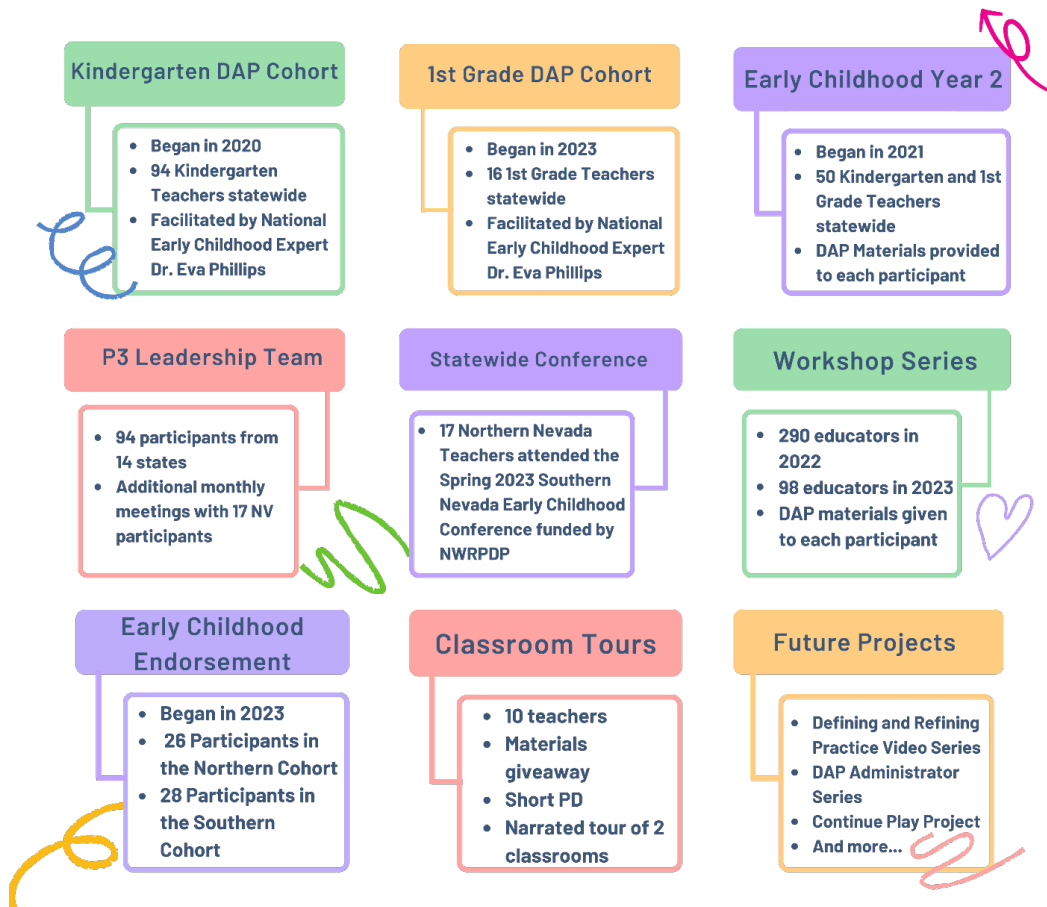 Kindergarten DAP Cohort
• Began in 2020
• 94 Kindergarten
Teachers statewide
• Facilitated by National
Early Childhood Expert
Dr. Eva Phillips
1st Grade DAP Cohort
• Began in 2023
• 16 1st Grade Teachers
statewide
• Facilitated by National
Early Childhood Expert
Dr. Eva Phillips
Early Childhood Year 2
• Began in 2021
• 50 Kindergarten and 1st
Grade Teachers
statewide
• DAP Materials provided
to each participant
P3 Leadership Team
• 94 participants from
14 states
• Additional monthly
meetings with 17 NV
participants
Statewide Conference
• 17 Northern Nevada
Teachers attended the
Spring 2023 Southern
Nevada Early Childhood
Conference funded by
NWRPDP
Workshop Series
• 290 educators in
2022
• 98 educators in 2023
• DAP materials given
to each participant
Early Childhood
Endorsement
• Began in 2023
• 26 Participants in
the Northern Cohort
• 28 Participants in
the Southern
Cohort
Classroom Tours
• 10 teachers
• Materials
giveaway
• Short PD
• Narrated tour of 2
classrooms
Future Projects
• Defining and Refining
Practice Video Series
• DAP Administrator
Series
• Continue Play Project
• And more...